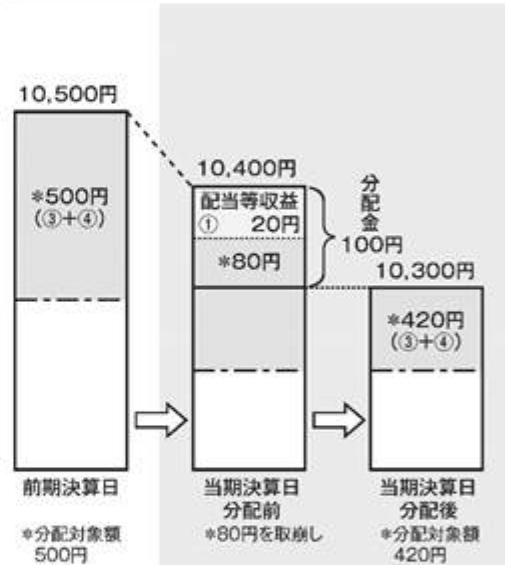 10,500円
*500円
(③+④)
前期決算日
*分配対象額
500円
10,400円
配当等収益
① 20円
*80円
分配金
100円
当期決算日
分配前
*80円を取崩し
10,300円
*420円
(③+④)
当期決算日
分配後
*分配対象額
420円